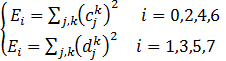 E_i = ∑_{j,k}(c_j^k)^2 i = 0,2,4,6
E_i = ∑_{j,k}(d_j^k)^2 i = 1,3,5,7